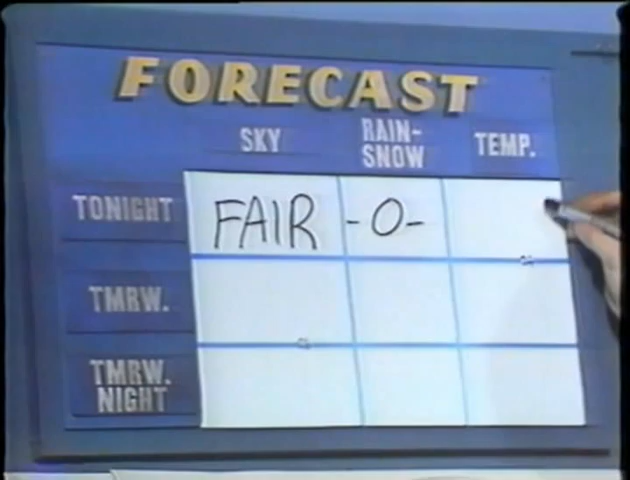 FORECAST
SKY RAIN-SNOW TEMP.
TONIGHT FAIR -0-
TMRW.
TMRW. NIGHT